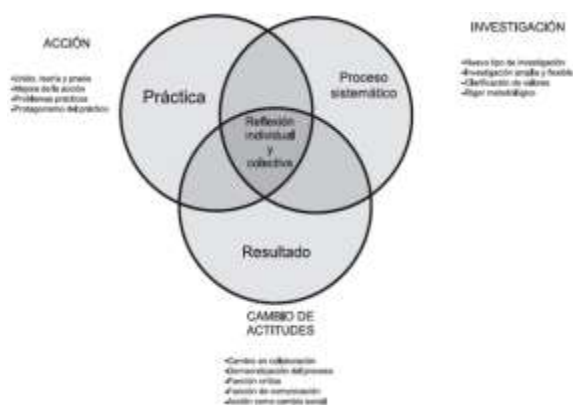 ACCIÓN
•Unión, teoría y praxis
•Mejora de la acción
•Problemas prácticos
•Protagonismo del práctico
INVESTIGACIÓN
•Nuevo tipo de investigación
•Investigación amplia y flexible
•Clarificación de valores
•Rigor metodológico
Práctica
Proceso
sistemático
Reflexión
individual
y
colectiva
Resultado
CAMBIO DE
ACTITUDES
•Cambio en colaboración
•Democratización del proceso
•Función crítica
•Función de comunicación
•Acción como cambio social